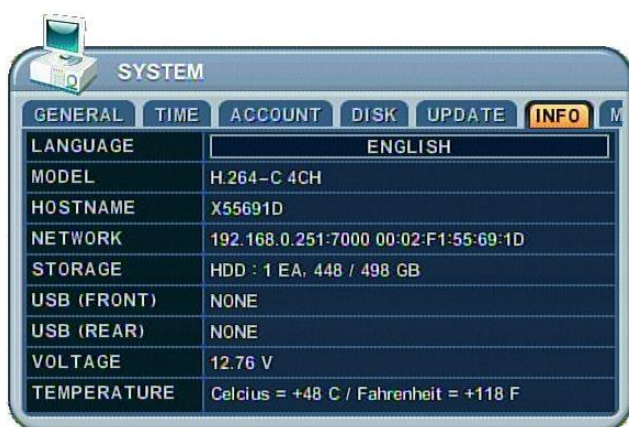 SYSTEM
GENERAL TIME ACCOUNT DISK UPDATE INFO M
LANGUAGE ENGLISH
MODEL H.264-C 4CH
HOSTNAME X55691D
NETWORK 192.168.0.251:7000 00:02:F1:55:69:1D
STORAGE HDD : 1 EA, 448 / 498 GB
USB (FRONT) NONE
USB (REAR) NONE
VOLTAGE 12.76 V
TEMPERATURE Celcius = +48 C / Fahrenheit = +118 F